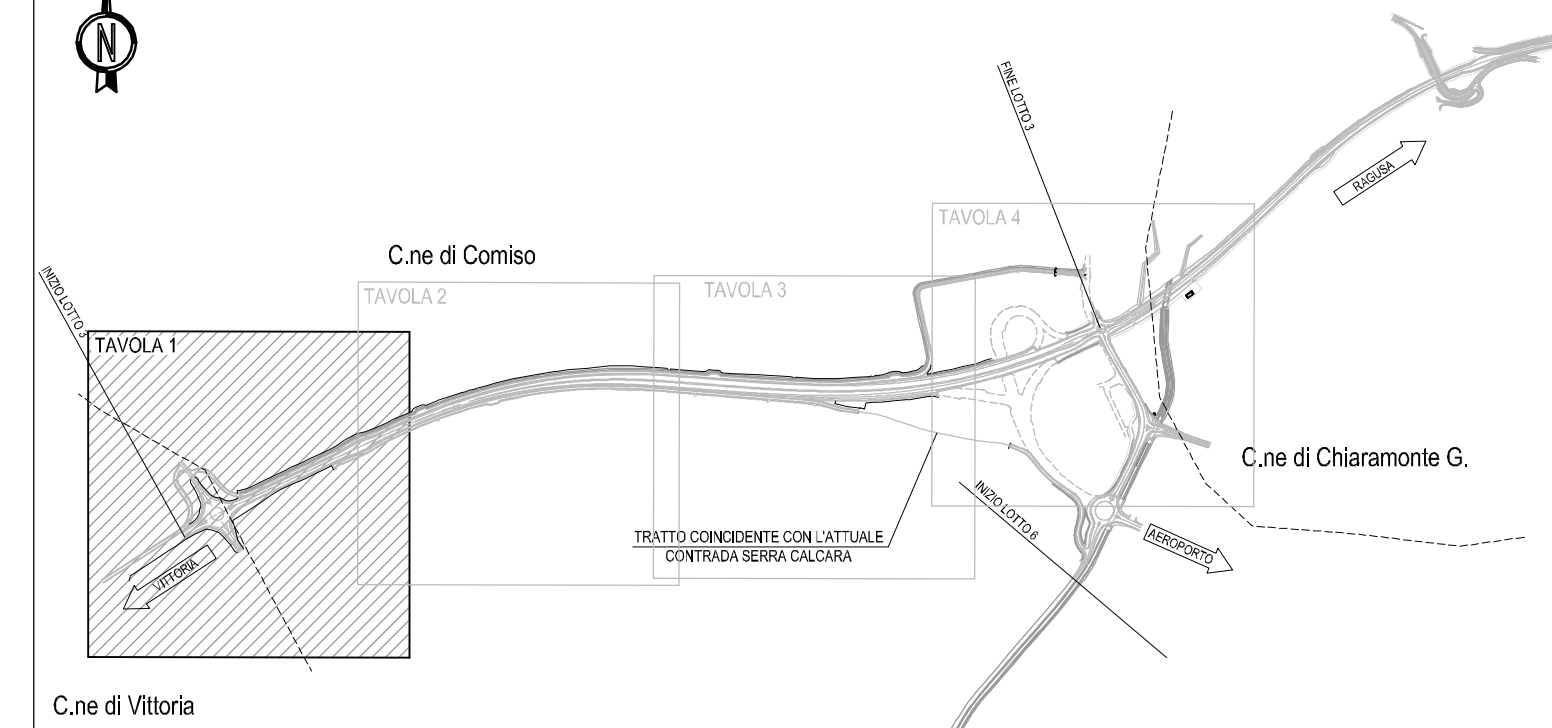 N
FINE LOTTO 3
RAGUSA
TAVOLA 4
C.ne di Comiso
INIZIO LOTTO 3
TAVOLA 2
TAVOLA 3
TAVOLA 1
C.ne di Chiaramonte G.
INIZIO LOTTO 6
TRATTO COINCIDENTE CON L'ATTUALE
CONTRADA SERRA CALCARA
AEROPORTO
VITTORIA
C.ne di Vittoria